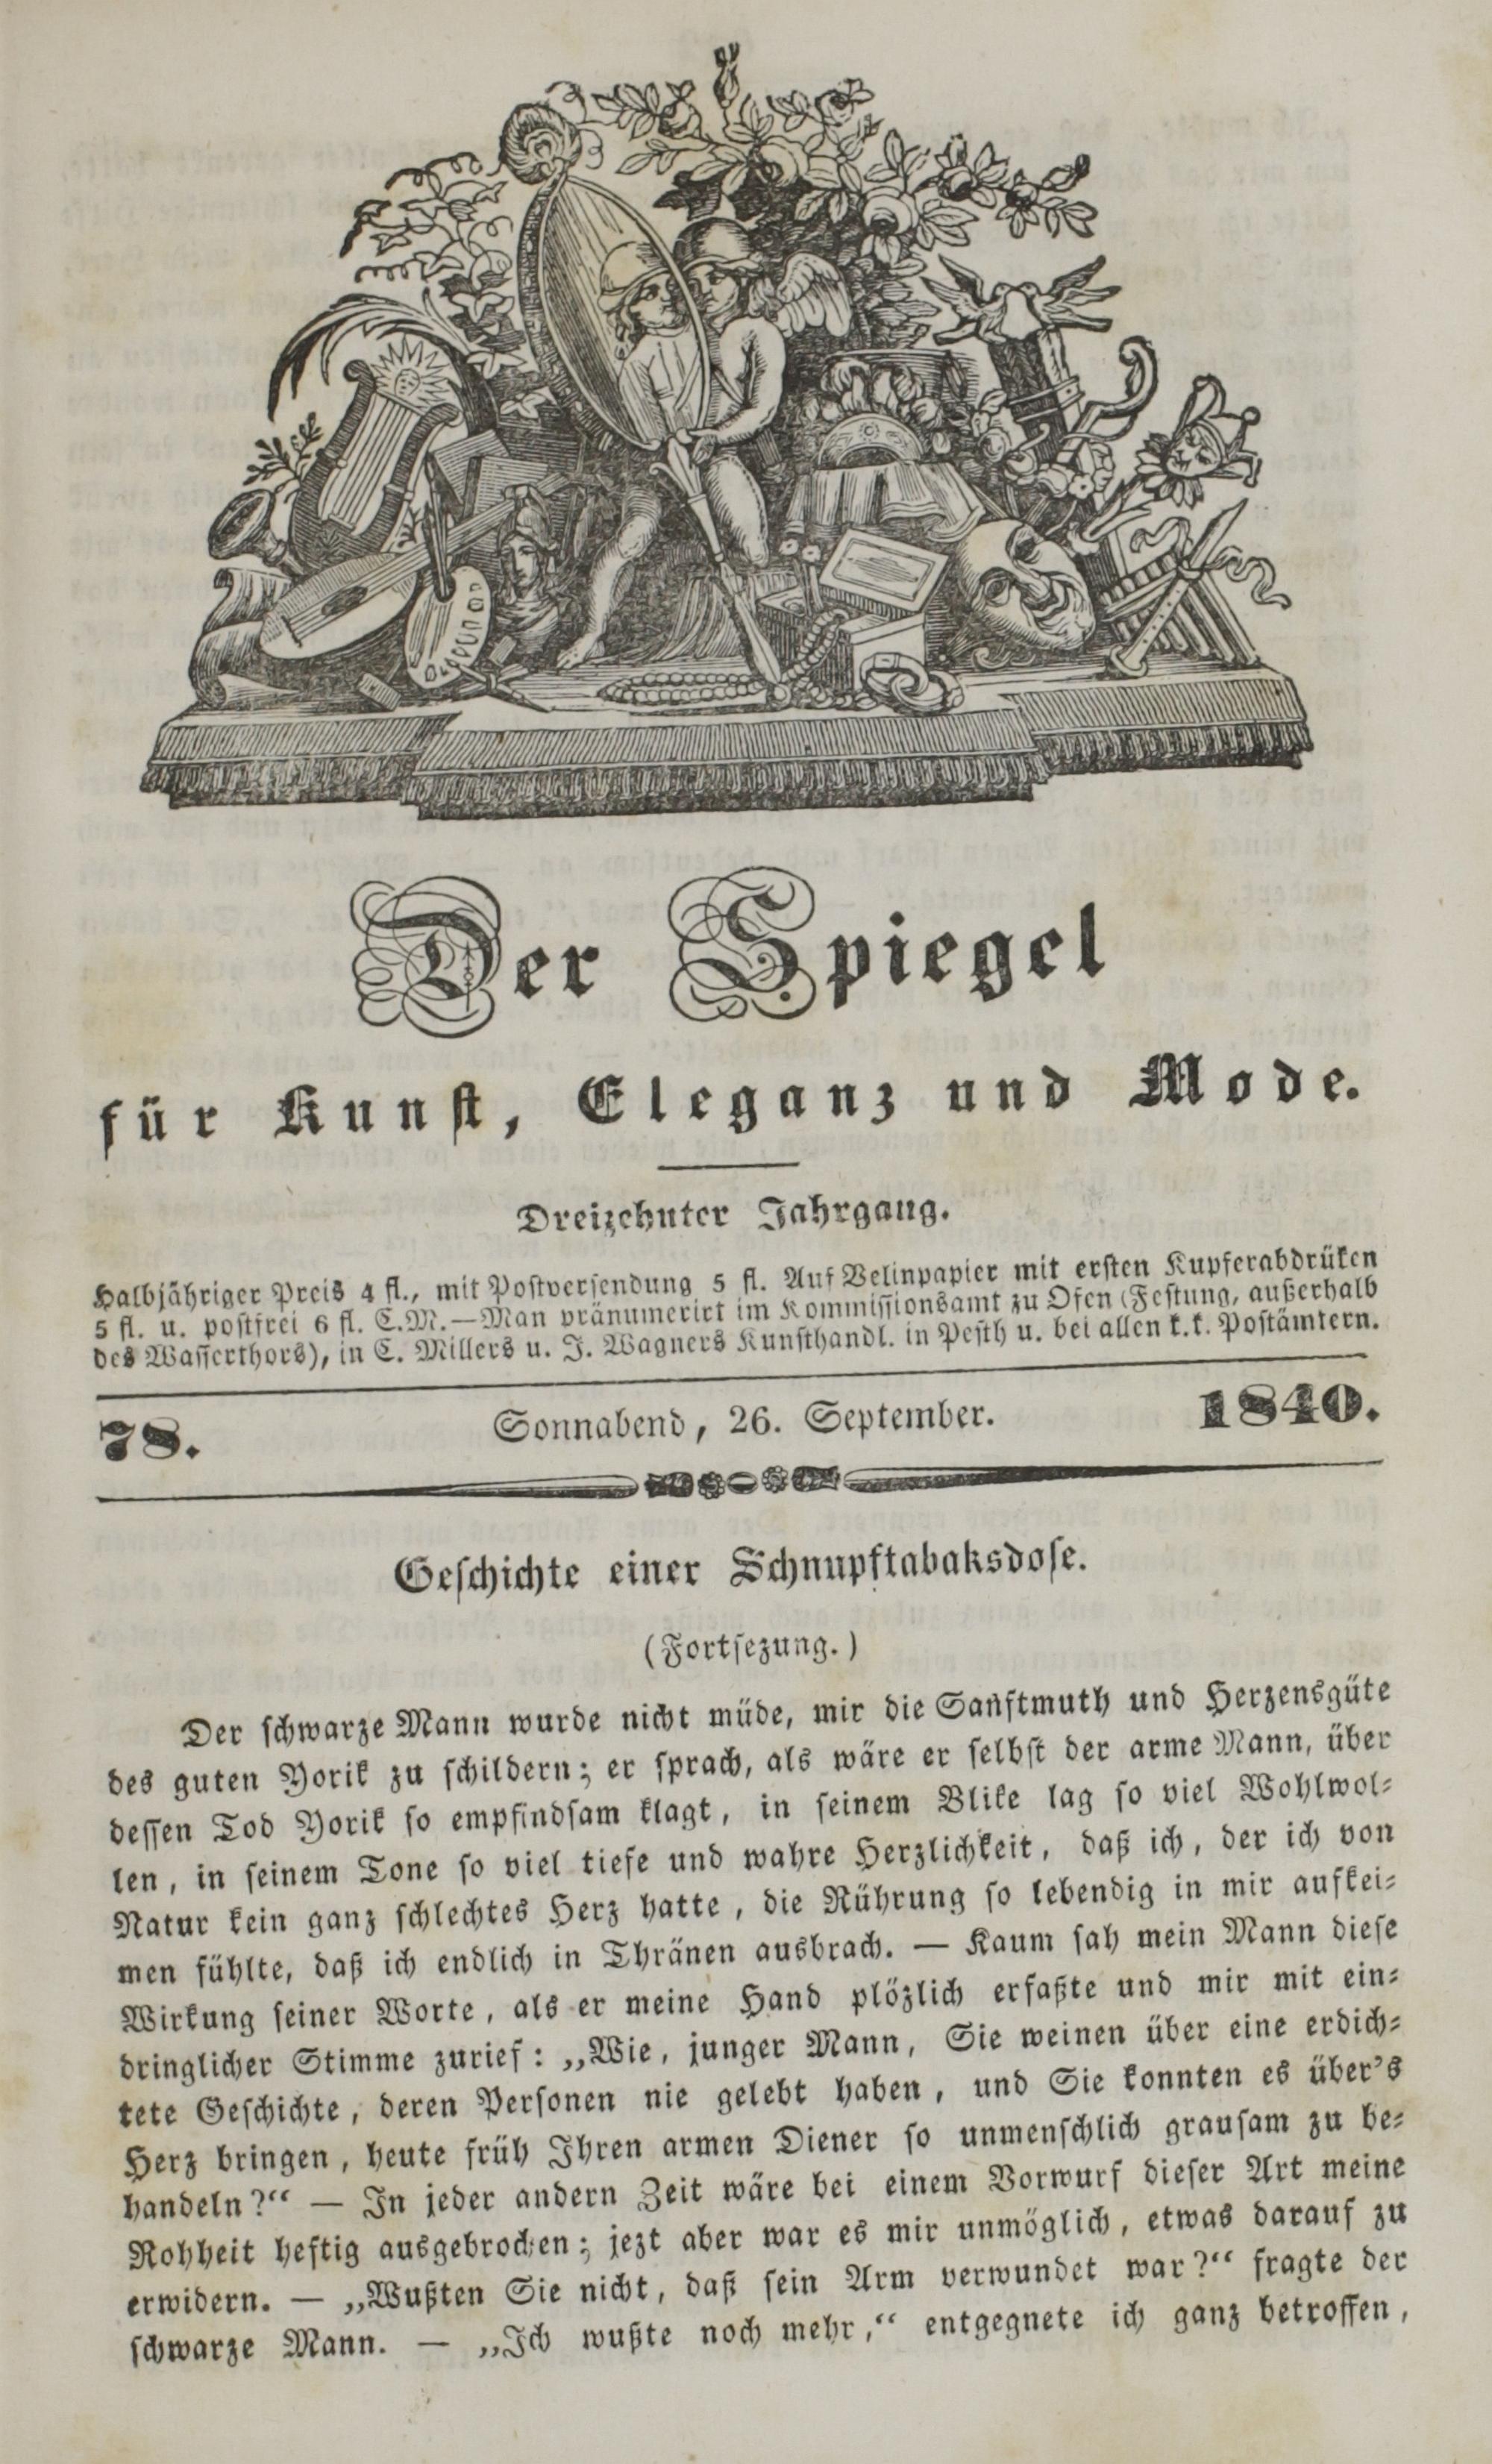 Der Spiegel
für Kunst, Eleganz und Mode.
Dreizehnter Jahrgang.
Halbjähriger Preis 4 fl., mit Postversendung 5 fl. Auf Velinpapier mit ersten Kupferabdrüken
5 fl. u. postfrei 6 fl. C.M.—Man pränumerirt im Kommissionsamt zu Ofen (Festung, außerhalb
des Wasserthors), in C. Millers u. J. Wagners Kunsthandl. in Pesth u. bei allen k.k. Postämtern.
78. Sonnabend, 26. September. 1840.
Geschichte einer Schnupftabaksdose.
(Fortsezung.)
Der schwarze Mann wurde nicht müde, mir die Sanftmuth und Herzensgüte
des guten Yorik zu schildern; er sprach, als wäre er selbst der arme Mann, über
dessen Tod Yorik so empfindsam klagt, in seinem Blike lag so viel Wohlwol-
len, in seinem Tone so viel tiefe und wahre Herzlichkeit, daß ich, der ich von
Natur kein ganz schlechtes Herz hatte, die Rührung so lebendig in mir aufkei-
men fühlte, daß ich endlich in Thränen ausbrach. — Kaum sah mein Mann diese
Wirkung seiner Worte, als er meine Hand plözlich erfaßte und mir mit ein-
dringlicher Stimme zurief: „Wie, junger Mann, Sie weinen über eine erdich-
tete Geschichte, deren Personen nie gelebt haben, und Sie konnten es über's
Herz bringen, heute früh Ihren armen Diener so unmenschlich grausam zu be-
handeln?“ — In jeder andern Zeit wäre bei einem Vorwurf dieser Art meine
Rohheit heftig ausgebrochen; jezt aber war es mir unmöglich, etwas darauf zu
erwidern. — „Wußten Sie nicht, daß sein Arm verwundet war?“ fragte der
schwarze Mann. — „Ich wußte noch mehr,“ entgegnete ich ganz betroffen,